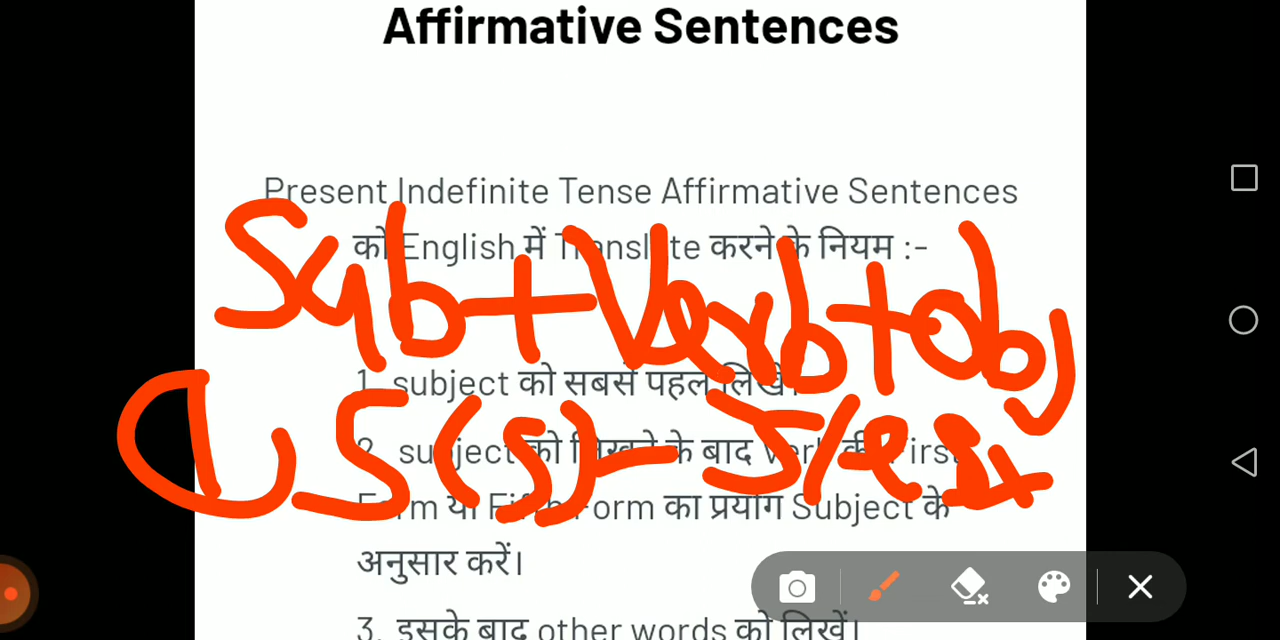 Affirmative Sentences
Present Indefinite Tense Affirmative Sentences
को English में Translate करने के नियम :-
Sub+Verb+obj
1. subject को सबसे पहले लिखें।
S(s)-s/es
2. subject को लिखने के बाद Verb की First
Form या Fifth Form का प्रयोग Subject के
अनुसार करें।
3. इसके बाद other words को लिखें।